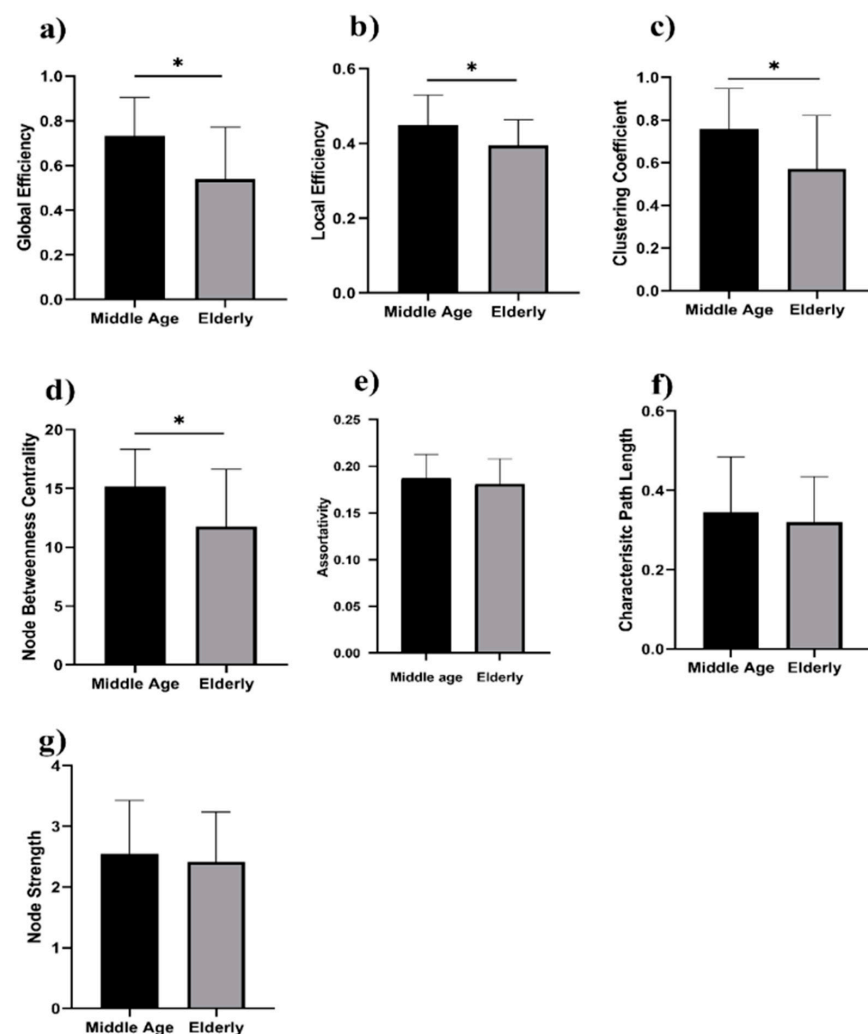 a)
*
Global Efficiency
1.0
0.8
0.6
0.4
0.2
0.0
Middle Age Elderly
b)
*
Local Efficiency
0.6
0.4
0.2
0.0
Middle Age Elderly
c)
*
Clustering Coefficient
1.0
0.8
0.6
0.4
0.2
0.0
Middle Age Elderly
d)
*
Node Betweenness Centrality
20
15
10
5
0
Middle Age Elderly
e)
Assortativity
0.25
0.20
0.15
0.10
0.05
0.00
Middle age Elderly
f)
Characterisitc Path Length
0.6
0.4
0.2
0.0
Middle Age Elderly
g)
Node Strength
4
3
2
1
0
Middle Age Elderly